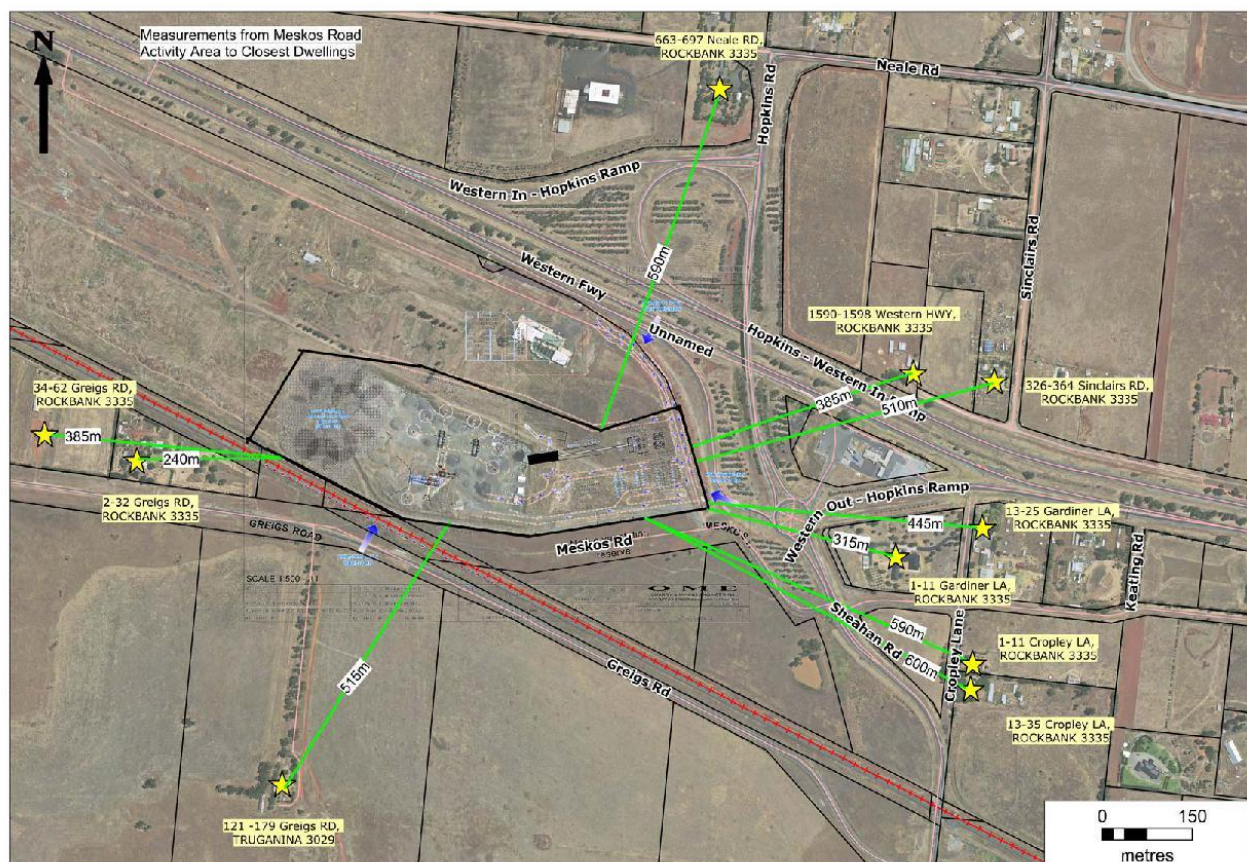 Measurements from Meskos Road
Activity Area to Closest Dwellings
N
663-697 Neale RD,
ROCKBANK 3335
Neale Rd
Hopkins Rd
Western In - Hopkins Ramp
Sinclairs Rd
590m
Western Fwy
1590-1598 Western HWY,
ROCKBANK 3335
Unnamed
Hopkins - Western In Ramp
34-62 Greigs RD,
ROCKBANK 3335
385m
326-364 Sinclairs RD,
ROCKBANK 3335
510m
385m
240m
2-32 Greigs RD,
ROCKBANK 3335
Western Out - Hopkins Ramp
13-25 Gardiner LA,
ROCKBANK 3335
445m
GREIGS ROAD
Meskos Rd
315m
1-11 Gardiner LA,
ROCKBANK 3335
Keating Rd
SCALE 1:500
Sheahan Rd
590m
1-11 Cropley LA,
ROCKBANK 3335
Cropley Lane
600m
Greigs Rd
515m
13-35 Cropley LA,
ROCKBANK 3335
121 -179 Greigs RD,
TRUGANINA 3029
0 150
metres